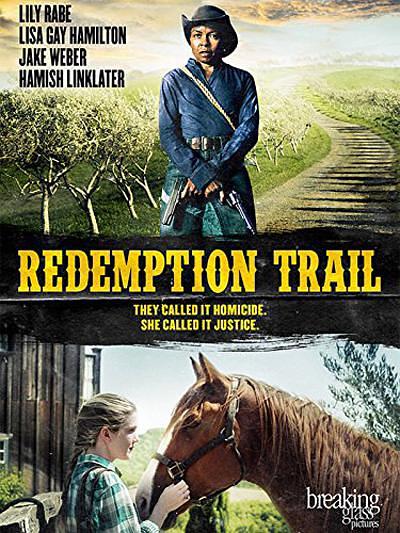 LILY RABE
LISA GAY HAMILTON
JAKE WEBER
HAMISH LINKLATER
REDEMPTION TRAIL
THEY CALLED IT HOMICIDE.
SHE CALLED IT JUSTICE.
breaking
glass
pictures